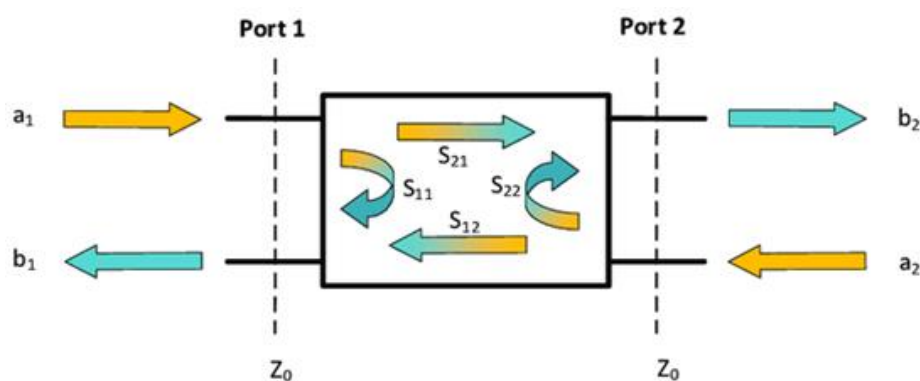 Port 1
Port 2
a₁
b₂
S₂₁
S₁₁
S₂₂
S₁₂
b₁
a₂
Z₀
Z₀